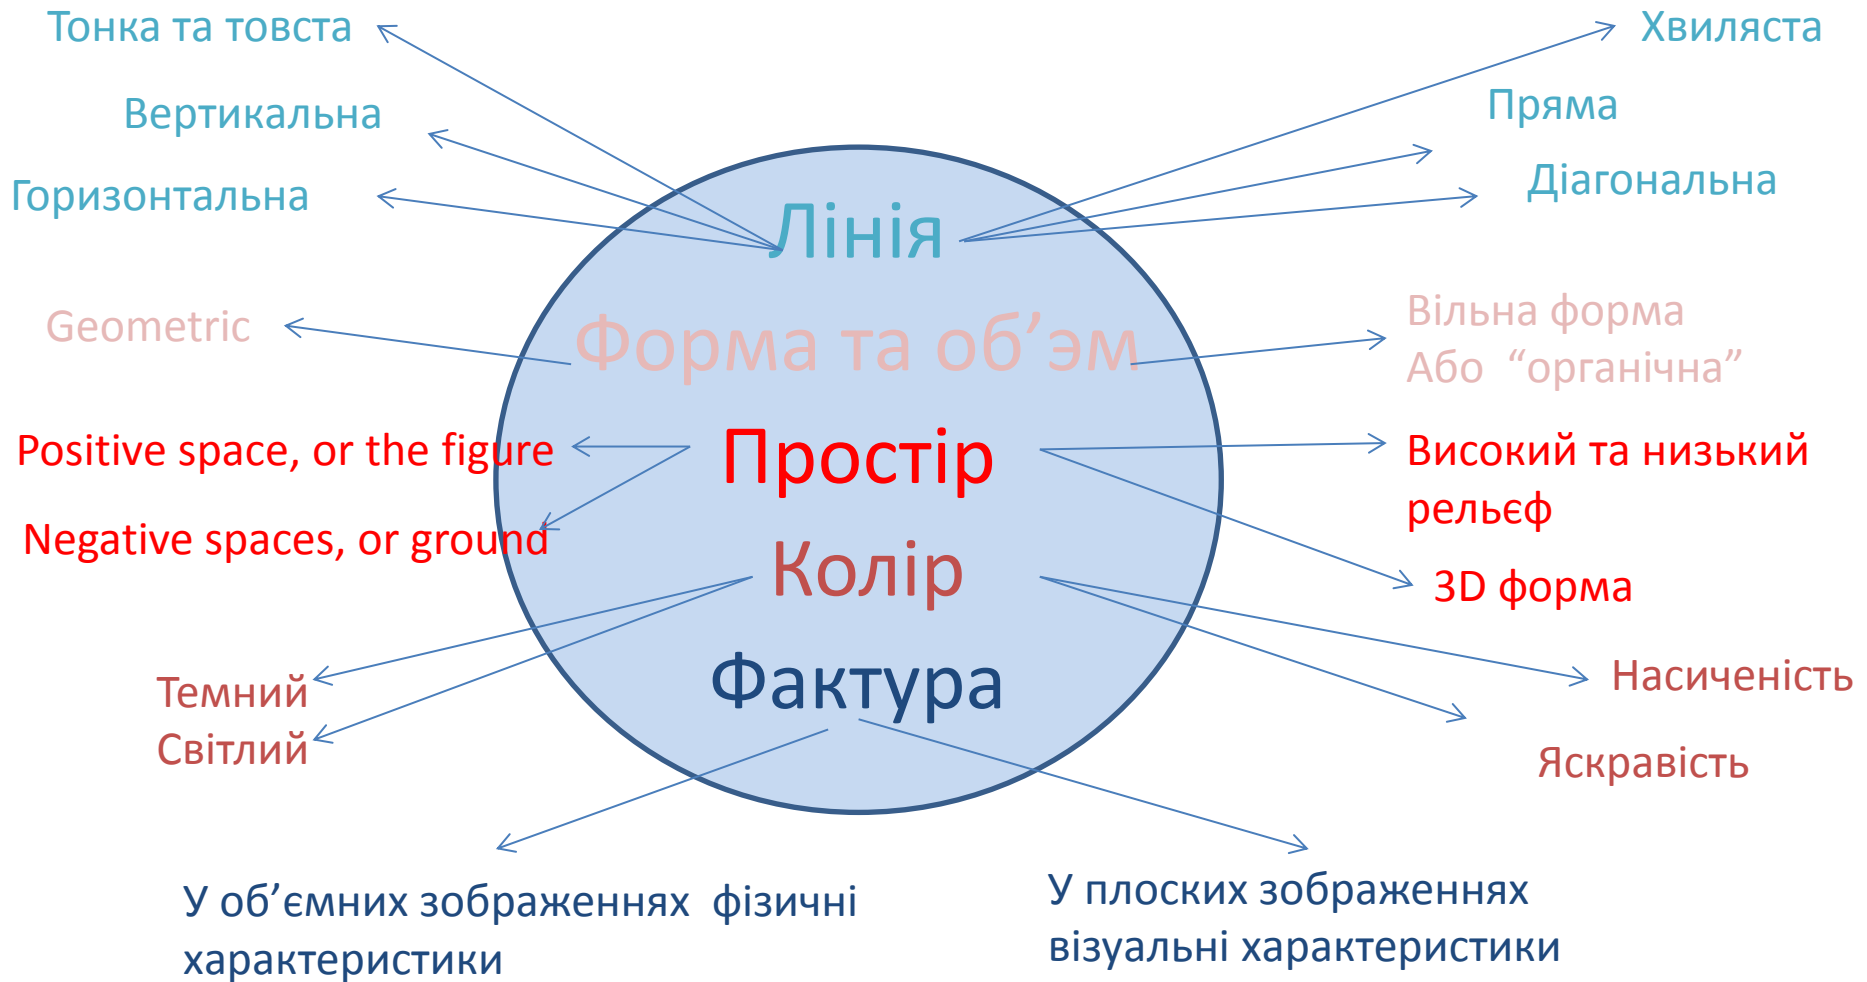 Тонка та товста
Хвиляста
Вертикальна
Пряма
Горизонтальна
Діагональна
Лінія
Geometric
Форма та об’эм
Вільна форма
Або “органічна”
Positive space, or the figure
Простір
Високий та низький
рельєф
Negative spaces, or ground
Колір
3D форма
Темний
Світлий
Фактура
Насиченість
Яскравість
У об’ємних зображеннях фізичні
характеристики
У плоских зображеннях
візуальні характеристики